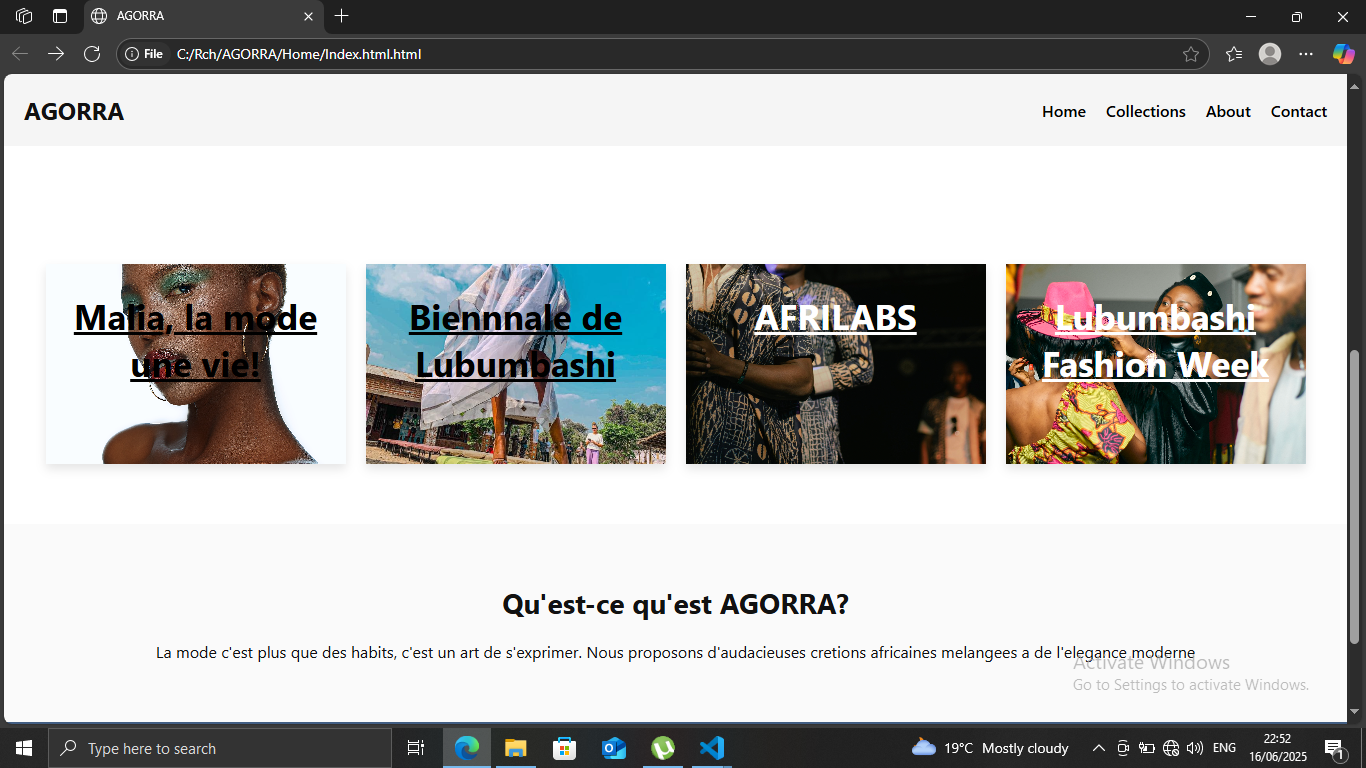 AGORRA
File C:/Rch/AGORRA/Home/Index.html.html
AGORRA
Home Collections About Contact
Malia, la mode
une vie!
Biennnale de
Lubumbashi
AFRILABS
Lubumbashi
Fashion Week
Qu'est-ce qu'est AGORRA?
La mode c'est plus que des habits, c'est un art de s'exprimer. Nous proposons d'audacieuses cretions africaines melangees a de l'elegance moderne
Activate Windows
Go to Settings to activate Windows.
Type here to search
19°C Mostly cloudy
ENG
22:52
16/06/2025
1